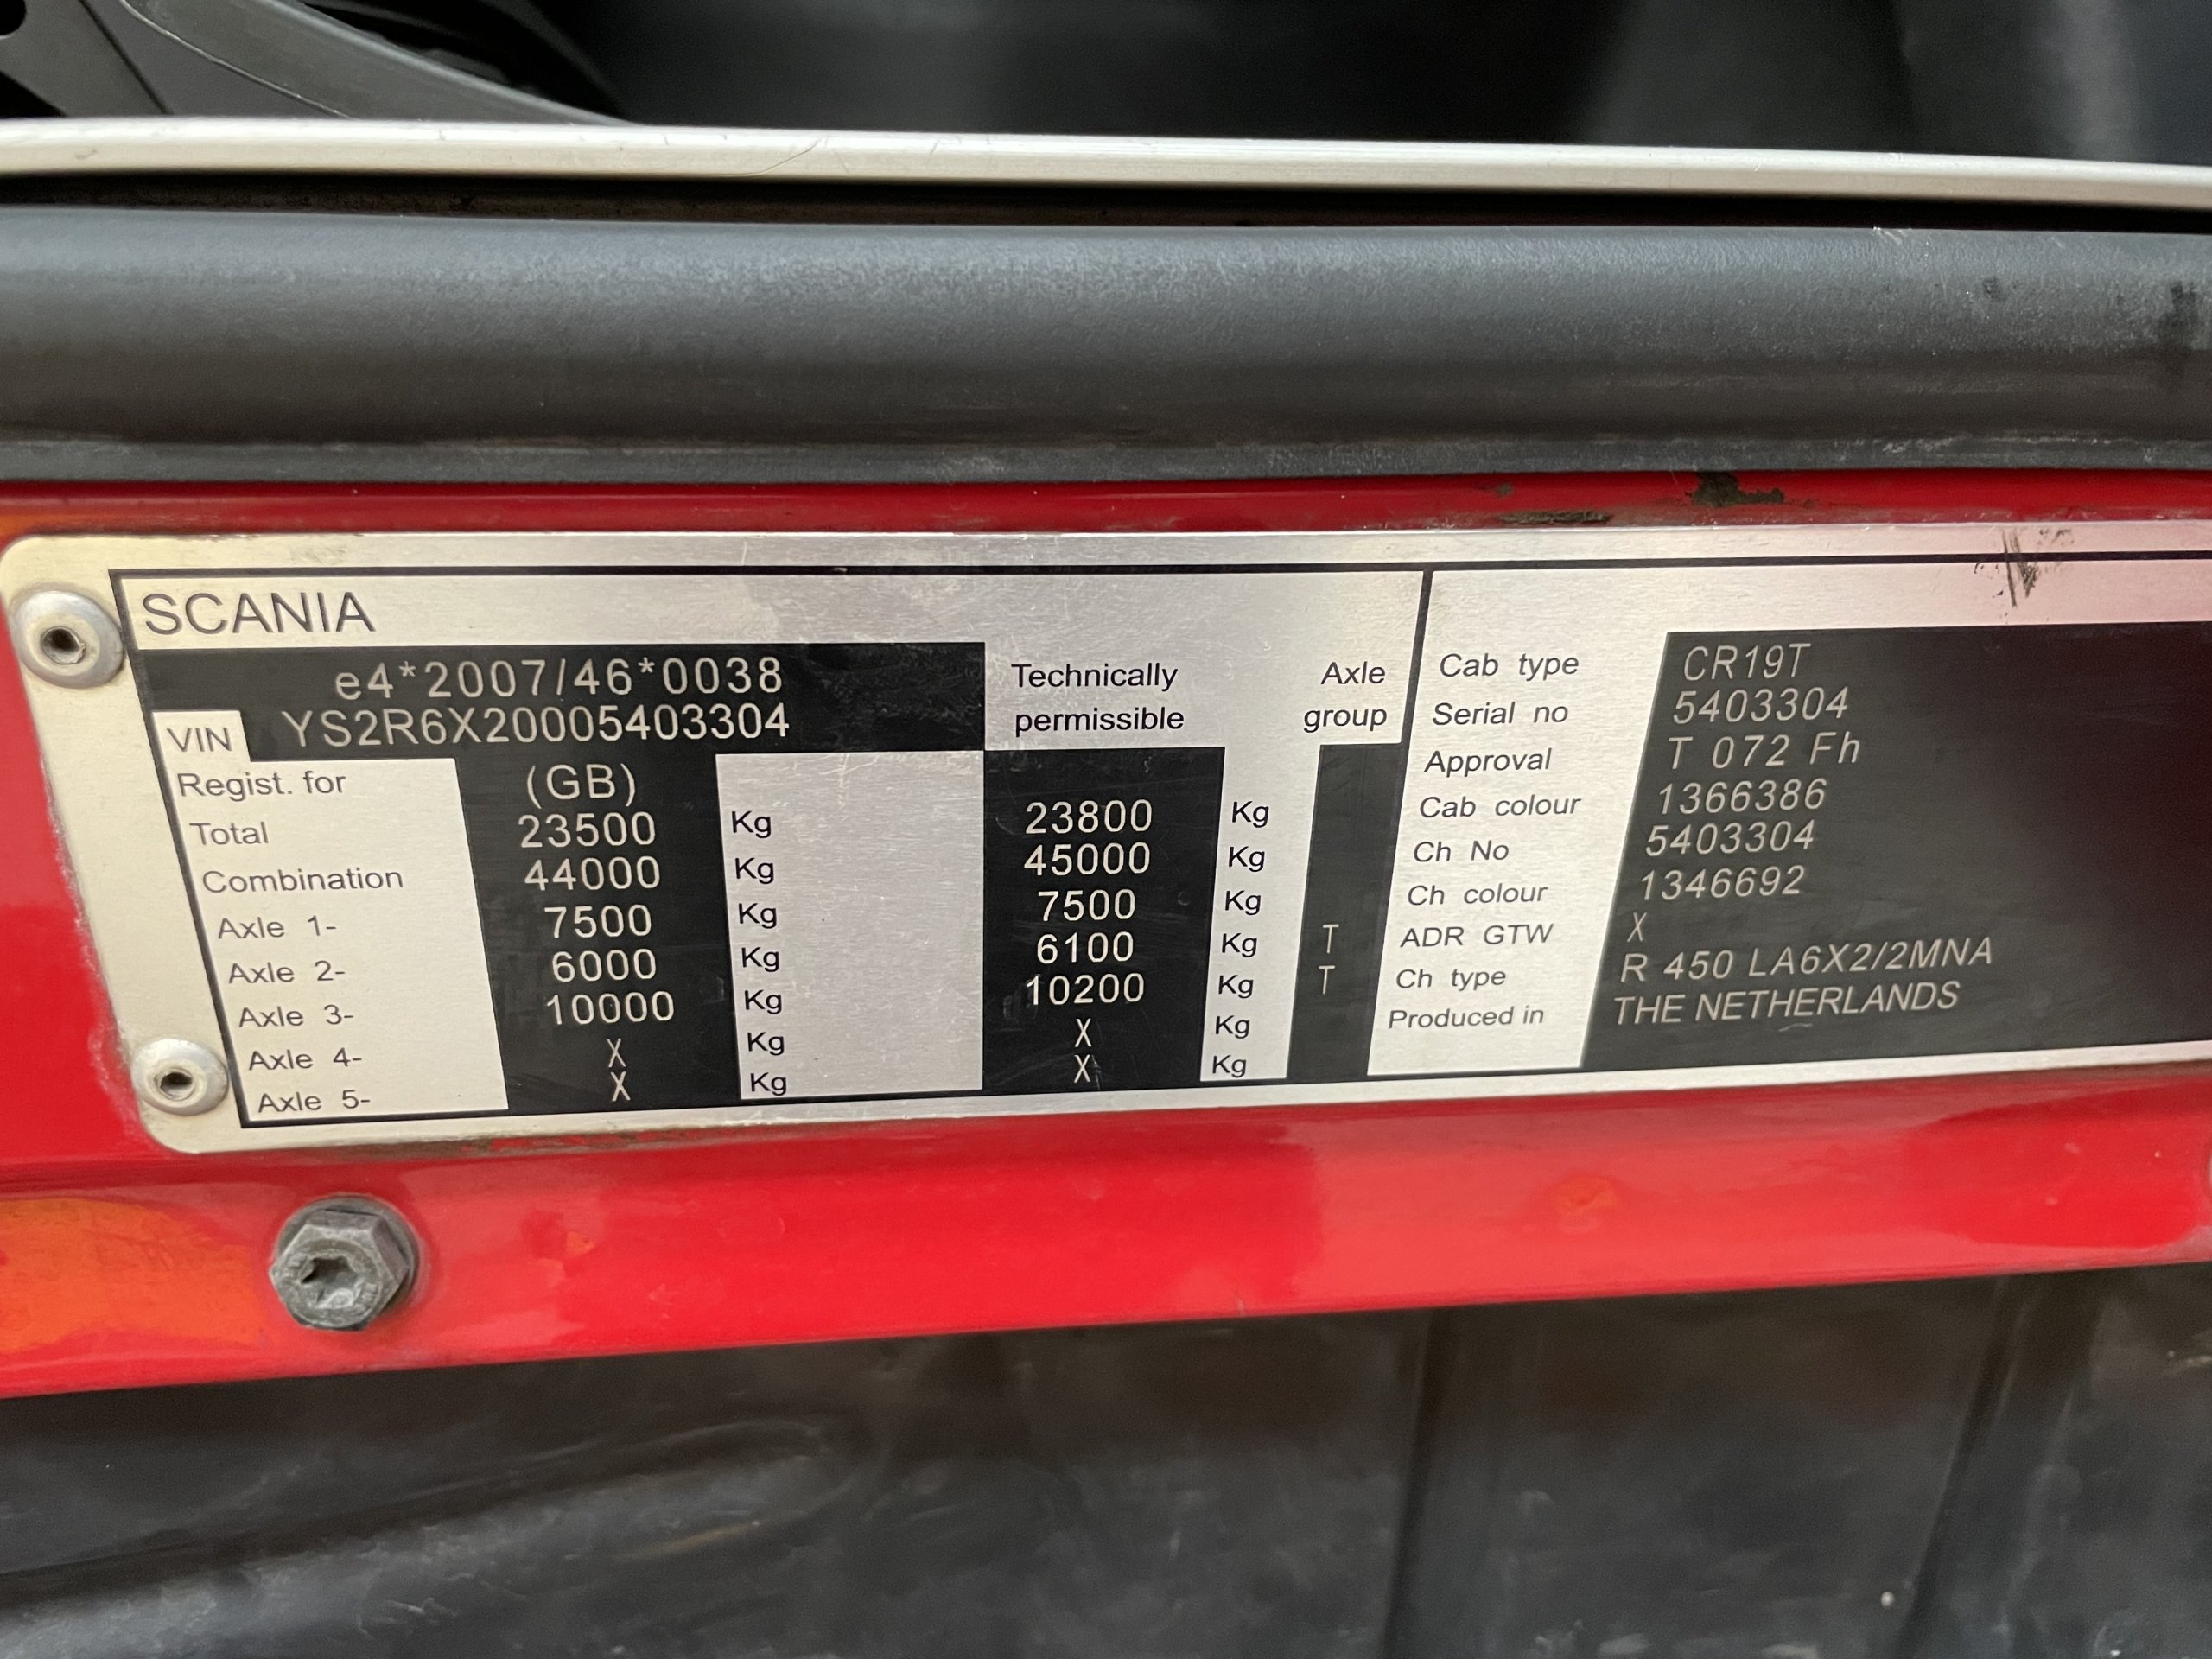 SCANIA
e4*2007/46*0038
VIN YS2R6X20005403304
Technically permissible
Axle group
Regist. for (GB)
Total 23500 Kg 23800 Kg
Combination 44000 Kg 45000 Kg
Axle 1- 7500 Kg 7500 Kg
Axle 2- 6000 Kg 6100 Kg T
Axle 3- 10000 Kg 10200 Kg T
Axle 4- X Kg X Kg
Axle 5- X Kg X Kg
Cab type CR19T
Serial no 5403304
Approval T 072 Fh
Cab colour 1366386
Ch No 5403304
Ch colour 1346692
ADR GTW X
Ch type R 450 LA6X2/2MNA
Produced in THE NETHERLANDS